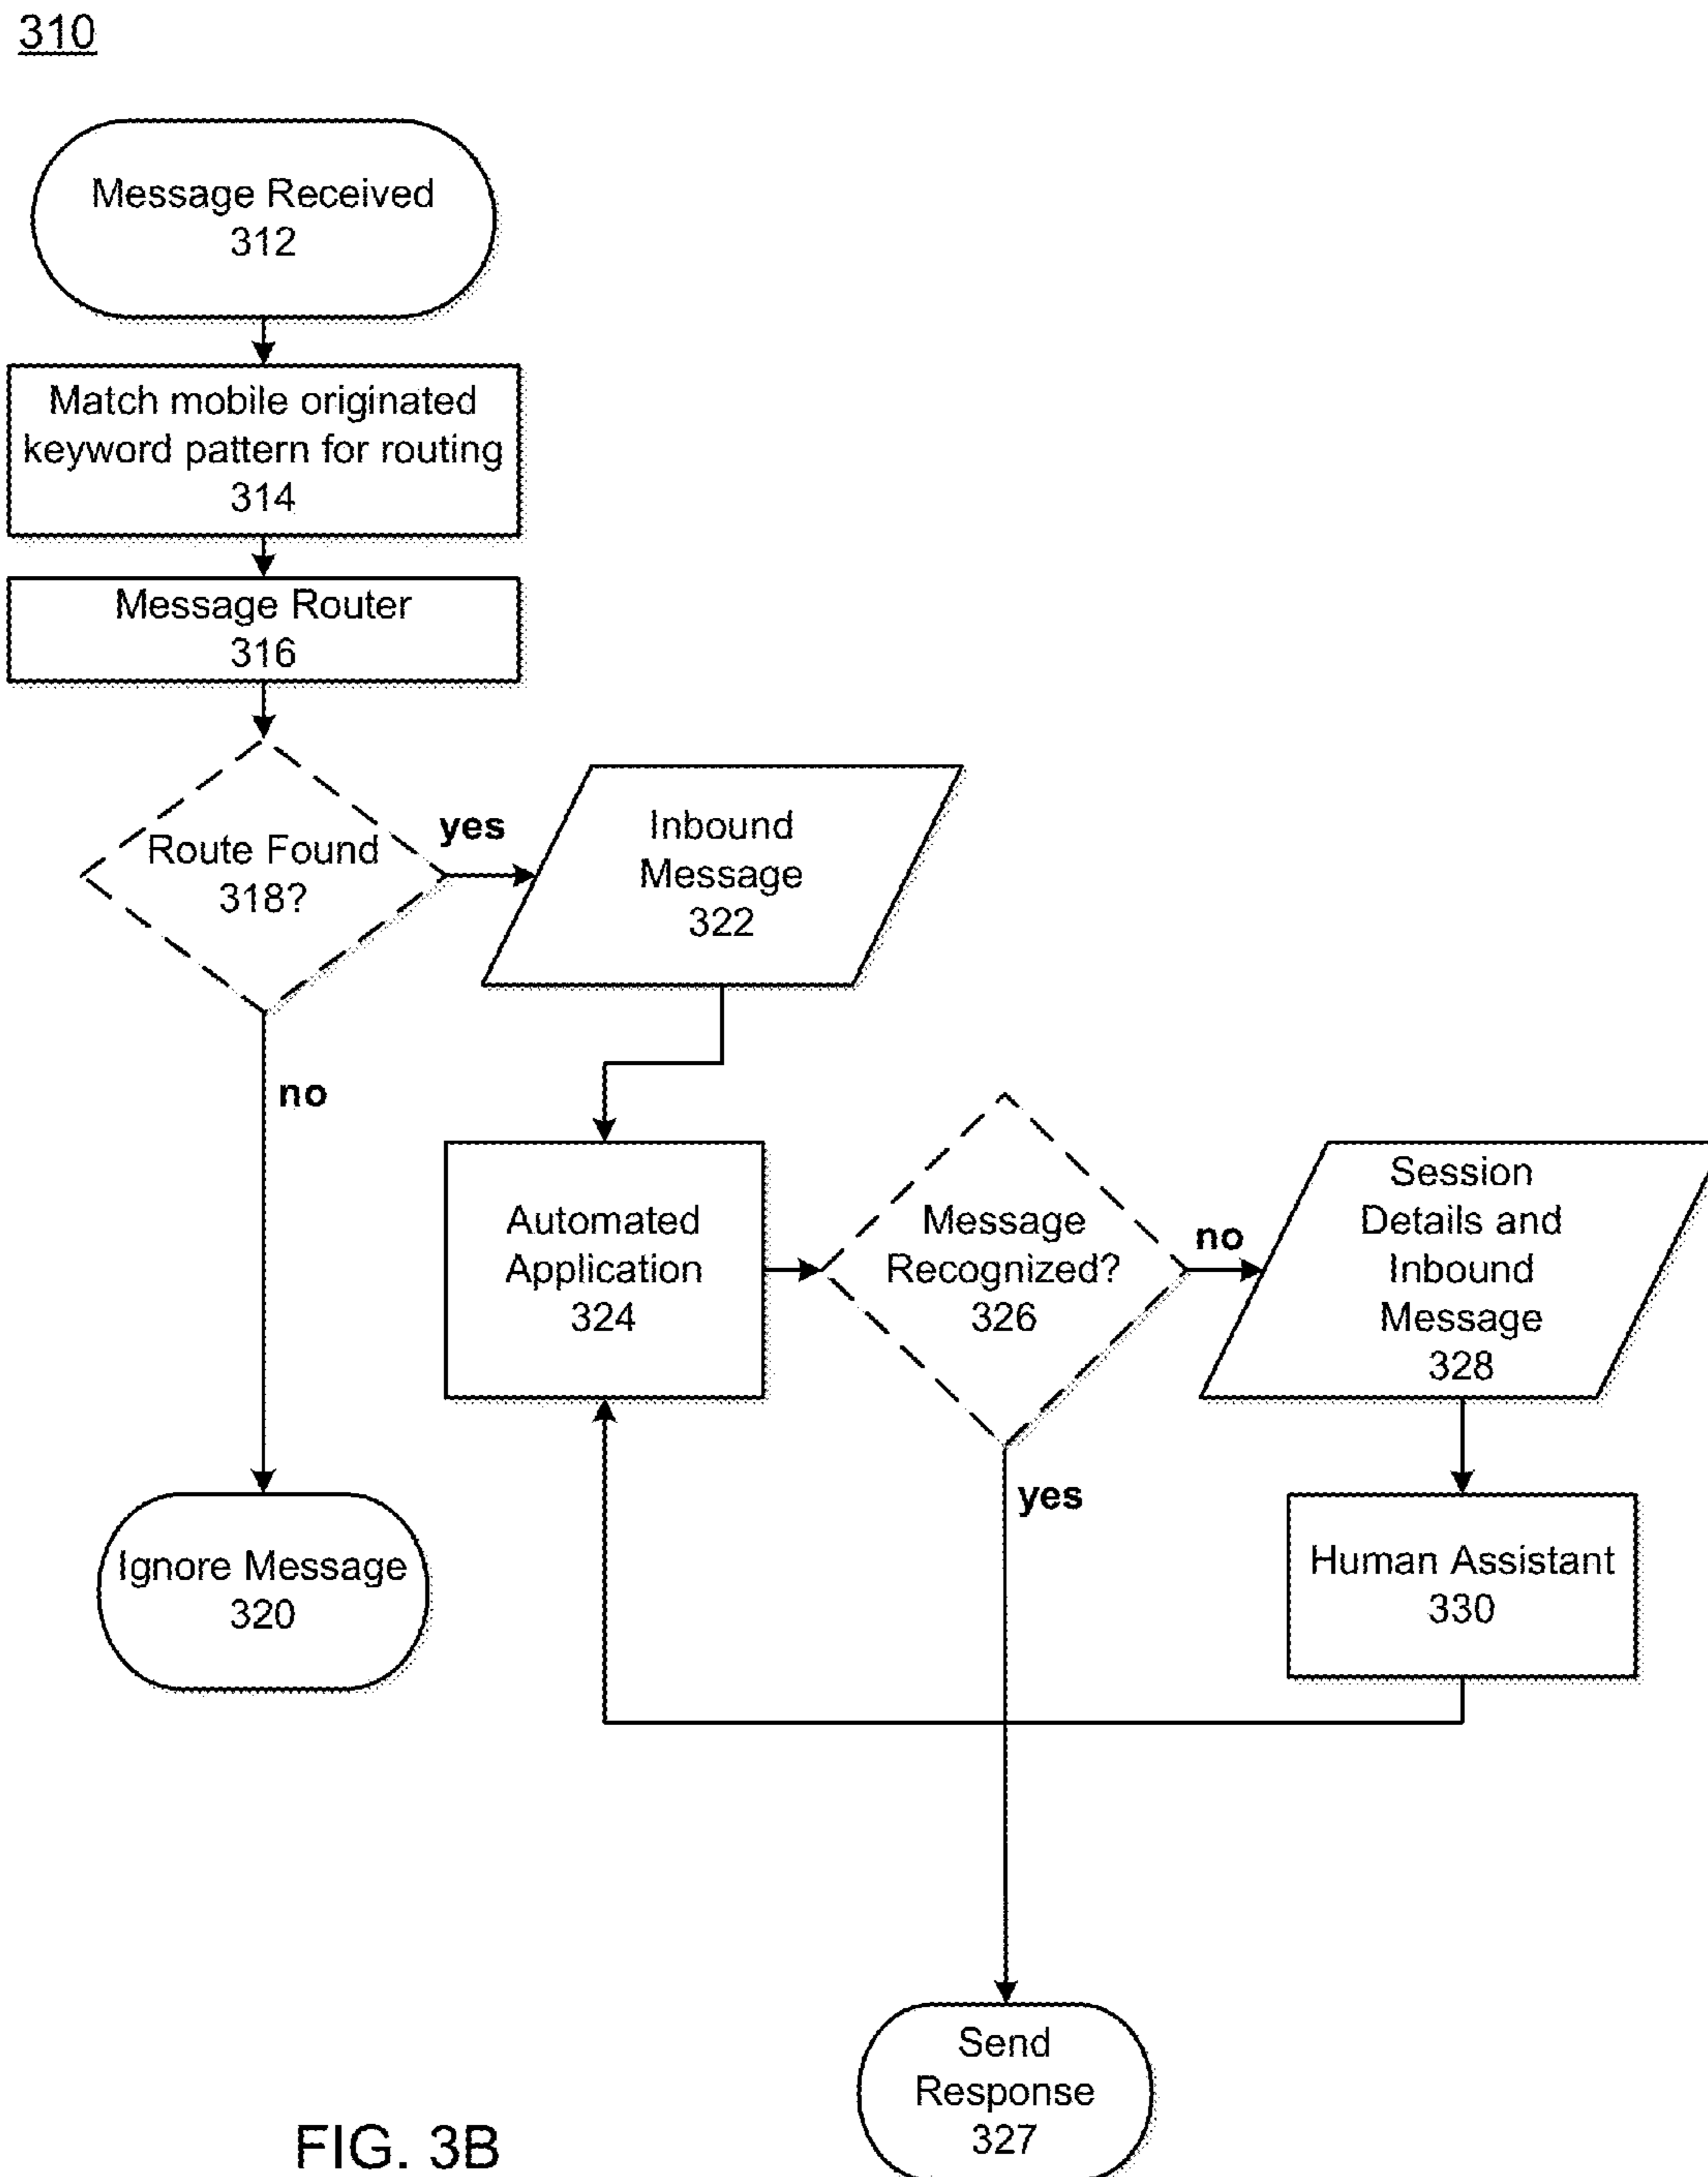 310
Message Received
312
Match mobile originated
keyword pattern for routing
314
Message Router
316
Route Found
318?
yes
Inbound
Message
322
no
Automated
Application
324
Message
Recognized?
326
no
Session
Details and
Inbound
Message
328
yes
Ignore Message
320
Human Assistant
330
Send
Response
327
FIG. 3B